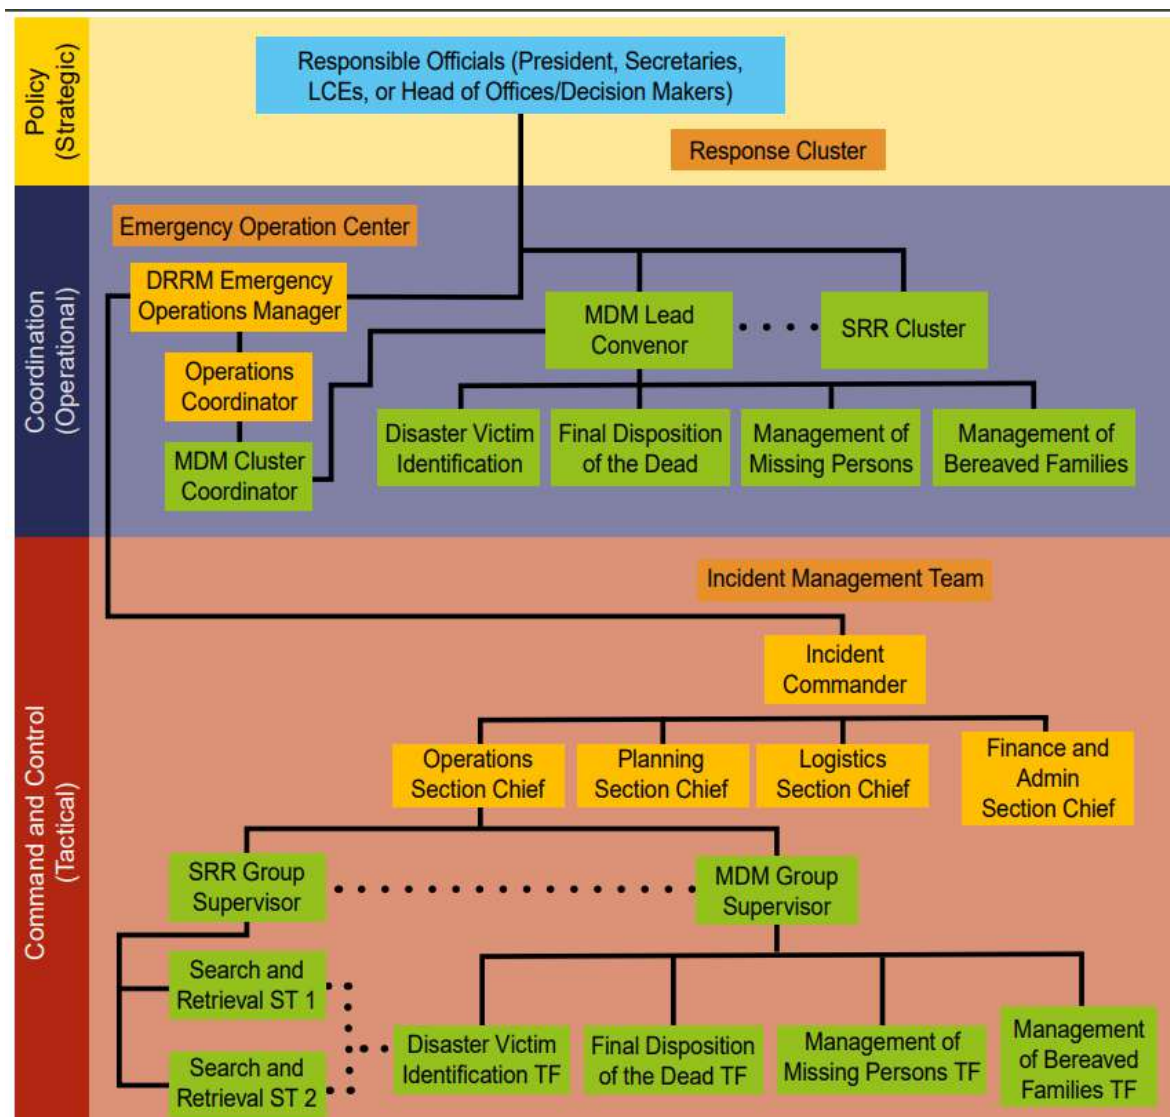 Policy
(Strategic)
Responsible Officials (President, Secretaries,
LCEs, or Head of Offices/Decision Makers)
Response Cluster
Coordination
(Operational)
Emergency Operation Center
DRRM Emergency
Operations Manager
Operations
Coordinator
MDM Cluster
Coordinator
MDM Lead
Convenor
SRR Cluster
Disaster Victim
Identification
Final Disposition
of the Dead
Management of
Missing Persons
Management of
Bereaved Families
Command and Control
(Tactical)
Incident Management Team
Incident
Commander
Operations
Section Chief
Planning
Section Chief
Logistics
Section Chief
Finance and
Admin
Section Chief
SRR Group
Supervisor
MDM Group
Supervisor
Search and
Retrieval ST 1
Search and
Retrieval ST 2
Disaster Victim
Identification TF
Final Disposition
of the Dead TF
Management of
Missing Persons TF
Management
of Bereaved
Families TF